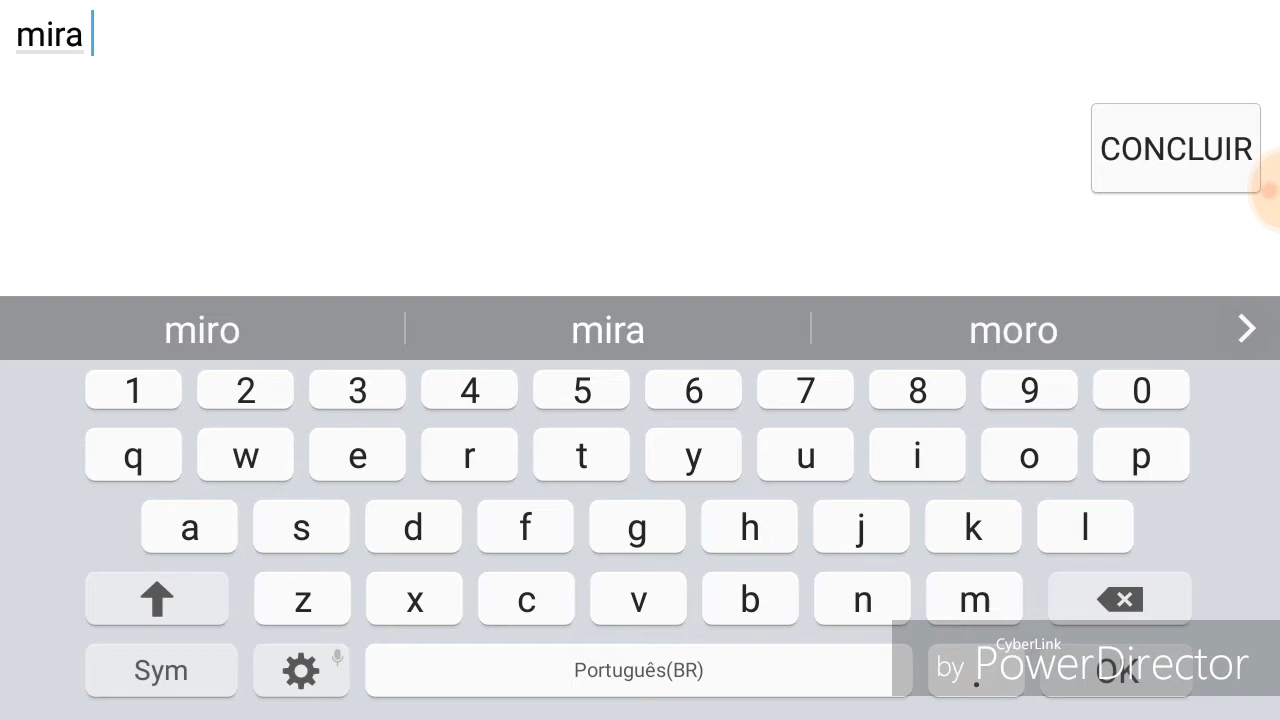 mira
CONCLUIR
miro mira moro
1 2 3 4 5 6 7 8 9 0
q w e r t y u i o p
a s d f g h j k l
z x c v b n m
Sym Português(BR) . OK
CyberLink
by PowerDirector